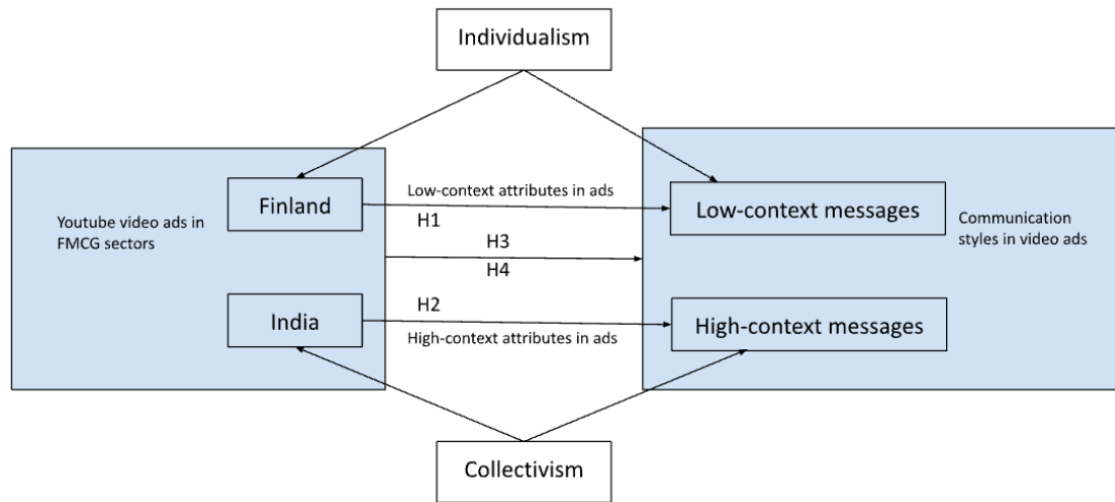 Individualism
Finland
Low-context attributes in ads
Low-context messages
Youtube video ads in
FMCG sectors
H1
Communication
styles in video ads
H3
H4
H2
India
High-context attributes in ads
High-context messages
Collectivism